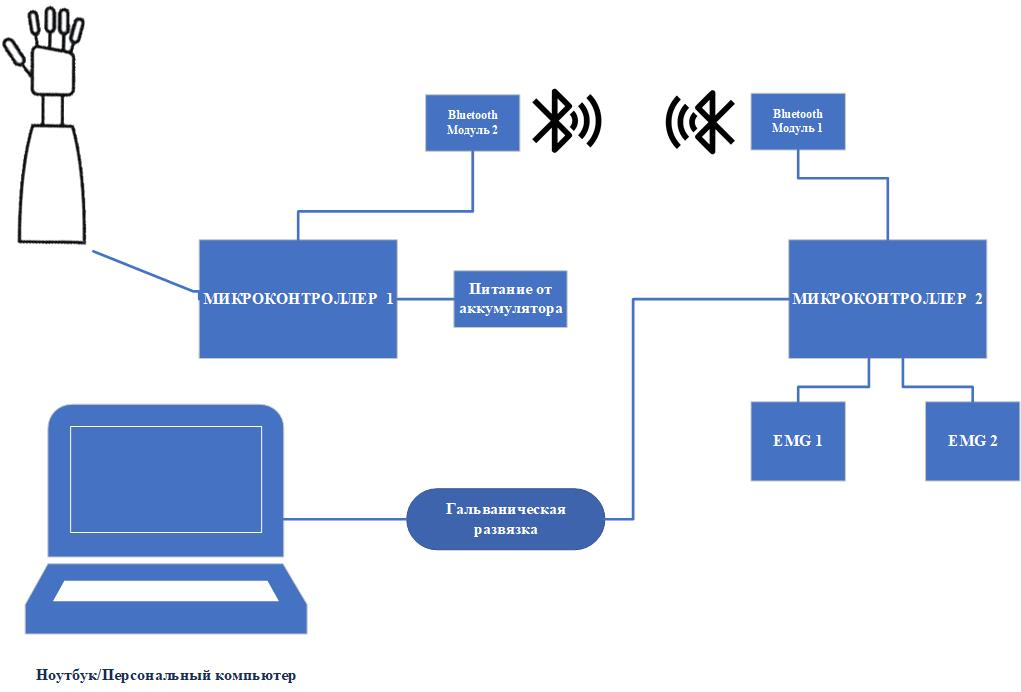 Bluetooth
Модуль 2
Bluetooth
Модуль 1
МИКРОКОНТРОЛЛЕР 1
Питание от
аккумулятора
МИКРОКОНТРОЛЛЕР 2
EMG 1
EMG 2
Гальваническая
развязка
Ноутбук/Персональный компьютер